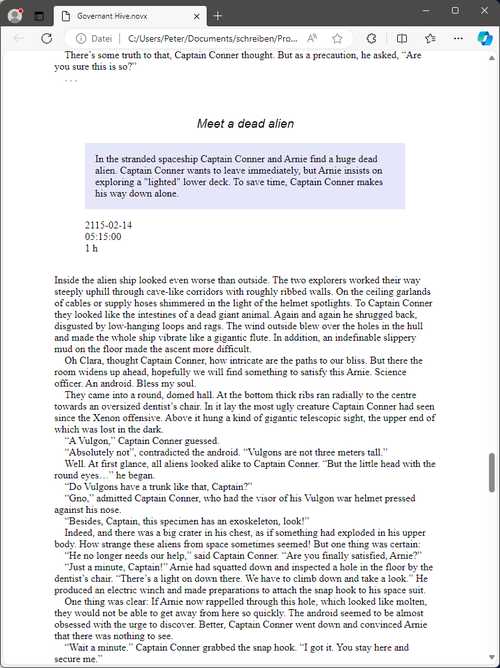 Governant Hive.novx
Datei
C:/Users/Peter/Documents/schreiben/Pro...
There’s some truth to that, Captain Conner thought. But as a precaution, he asked, “Are
you sure this is so?”
. . .
Meet a dead alien
In the stranded spaceship Captain Conner and Arnie find a huge dead
alien. Captain Conner wants to leave immediately, but Arnie insists on
exploring a "lighted" lower deck. To save time, Captain Conner makes
his way down alone.
2115-02-14
05:15:00
1 h
Inside the alien ship looked even worse than outside. The two explorers worked their way
steeply uphill through cave-like corridors with roughly ribbed walls. On the ceiling garlands
of cables or supply hoses shimmered in the light of the helmet spotlights. To Captain Conner
they looked like the intestines of a dead giant animal. Again and again he shrugged back,
disgusted by low-hanging loops and rags. The wind outside blew over the holes in the hull
and made the whole ship vibrate like a gigantic flute. In addition, an indefinable slippery
mud on the floor made the ascent more difficult.
Oh Clara, thought Captain Conner, how intricate are the paths to our bliss. But there the
room widens up ahead, hopefully we will find something to satisfy this Arnie. Science
officer. An android. Bless my soul.
They came into a round, domed hall. At the bottom thick ribs ran radially to the centre
towards an oversized dentist’s chair. In it lay the most ugly creature Captain Conner had seen
since the Xenon offensive. Above it hung a kind of gigantic telescopic sight, the upper end of
which was lost in the dark.
“A Vulgon,” Captain Conner guessed.
“Absolutely not”, contradicted the android. “Vulgons are not three meters tall.”
Well. At first glance, all aliens looked alike to Captain Conner. “But the little head with the
round eyes…” he began.
“Do Vulgons have a trunk like that, Captain?”
“Gno,” admitted Captain Conner, who had the visor of his Vulgon war helmet pressed
against his nose.
“Besides, Captain, this specimen has an exoskeleton, look!”
Indeed, and there was a big crater in his chest, as if something had exploded in his upper
body. How strange these aliens from space sometimes seemed! But one thing was certain:
“He no longer needs our help,” said Captain Conner. “Are you finally satisfied, Arnie?”
“Just a minute, Captain!” Arnie had squatted down and inspected a hole in the floor by the
dentist’s chair. “There’s a light on down there. We have to climb down and take a look.” He
produced an electric winch and made preparations to attach the snap hook to his space suit.
One thing was clear: If Arnie now rappelled through this hole, which looked like molten,
they would not be able to get away from here so quickly. The android seemed to be almost
obsessed with the urge to discover. Better, Captain Conner went down and convinced Arnie
that there was nothing to see.
“Wait a minute.” Captain Conner grabbed the snap hook. “I got it. You stay here and
secure me.”